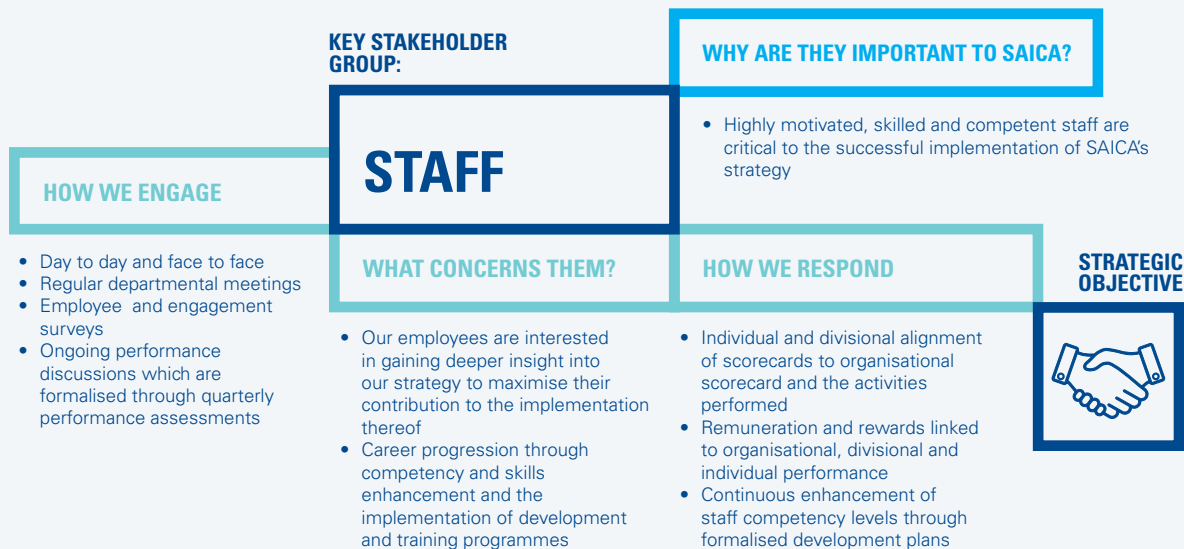 KEY STAKEHOLDER
GROUP:
STAFF
WHY ARE THEY IMPORTANT TO SAICA?
• Highly motivated, skilled and competent staff are
critical to the successful implementation of SAICA's
strategy
HOW WE ENGAGE
• Day to day and face to face
• Regular departmental meetings
• Employee and engagement
surveys
• Ongoing performance
discussions which are
formalised through quarterly
performance assessments
WHAT CONCERNS THEM?
• Our employees are interested
in gaining deeper insight into
our strategy to maximise their
contribution to the implementation
thereof
• Career progression through
competency and skills
enhancement and the
implementation of development
and training programmes
HOW WE RESPOND
• Individual and divisional alignment
of scorecards to organisational
scorecard and the activities
performed
• Remuneration and rewards linked
to organisational, divisional and
individual performance
• Continuous enhancement of
staff competency levels through
formalised development plans
STRATEGIC
OBJECTIVE